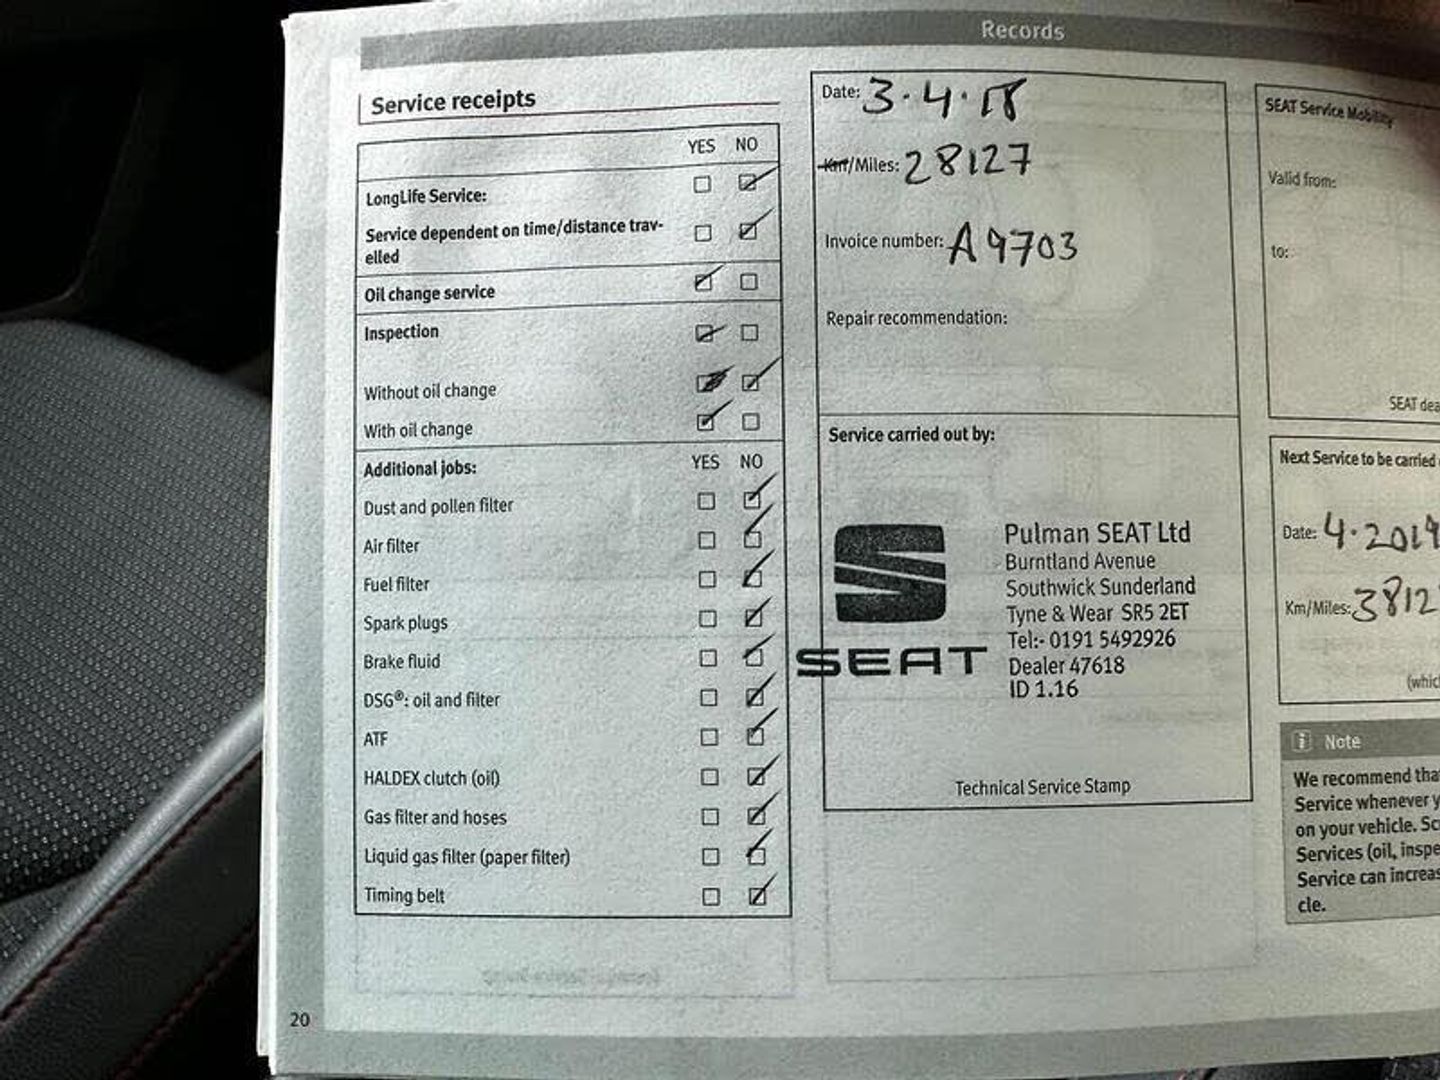 Records
Service receipts
YES NO
LongLife Service:
Service dependent on time/distance trav-
elled
Oil change service
Inspection
Without oil change
With oil change
Additional jobs: YES NO
Dust and pollen filter
Air filter
Fuel filter
Spark plugs
Brake fluid
DSG®: oil and filter
ATF
HALDEX clutch (oil)
Gas filter and hoses
Liquid gas filter (paper filter)
Timing belt
20
Date: 3.4.18
Km/Miles: 28127
Invoice number: A9703
Repair recommendation:
Service carried out by:
SEAT
Pulman SEAT Ltd
Burntland Avenue
Southwick Sunderland
Tyne & Wear SR5 2ET
Tel:- 0191 5492926
Dealer 47618
ID 1.16
Technical Service Stamp
SEAT Service Mobility
Valid from:
to:
SEAT dea
Next Service to be carried
Date: 4.2019
Km/Miles: 3812
(whic
i Note
We recommend tha
Service whenever y
on your vehicle. Sc
Services (oil, inspe
Service can increas
cle.